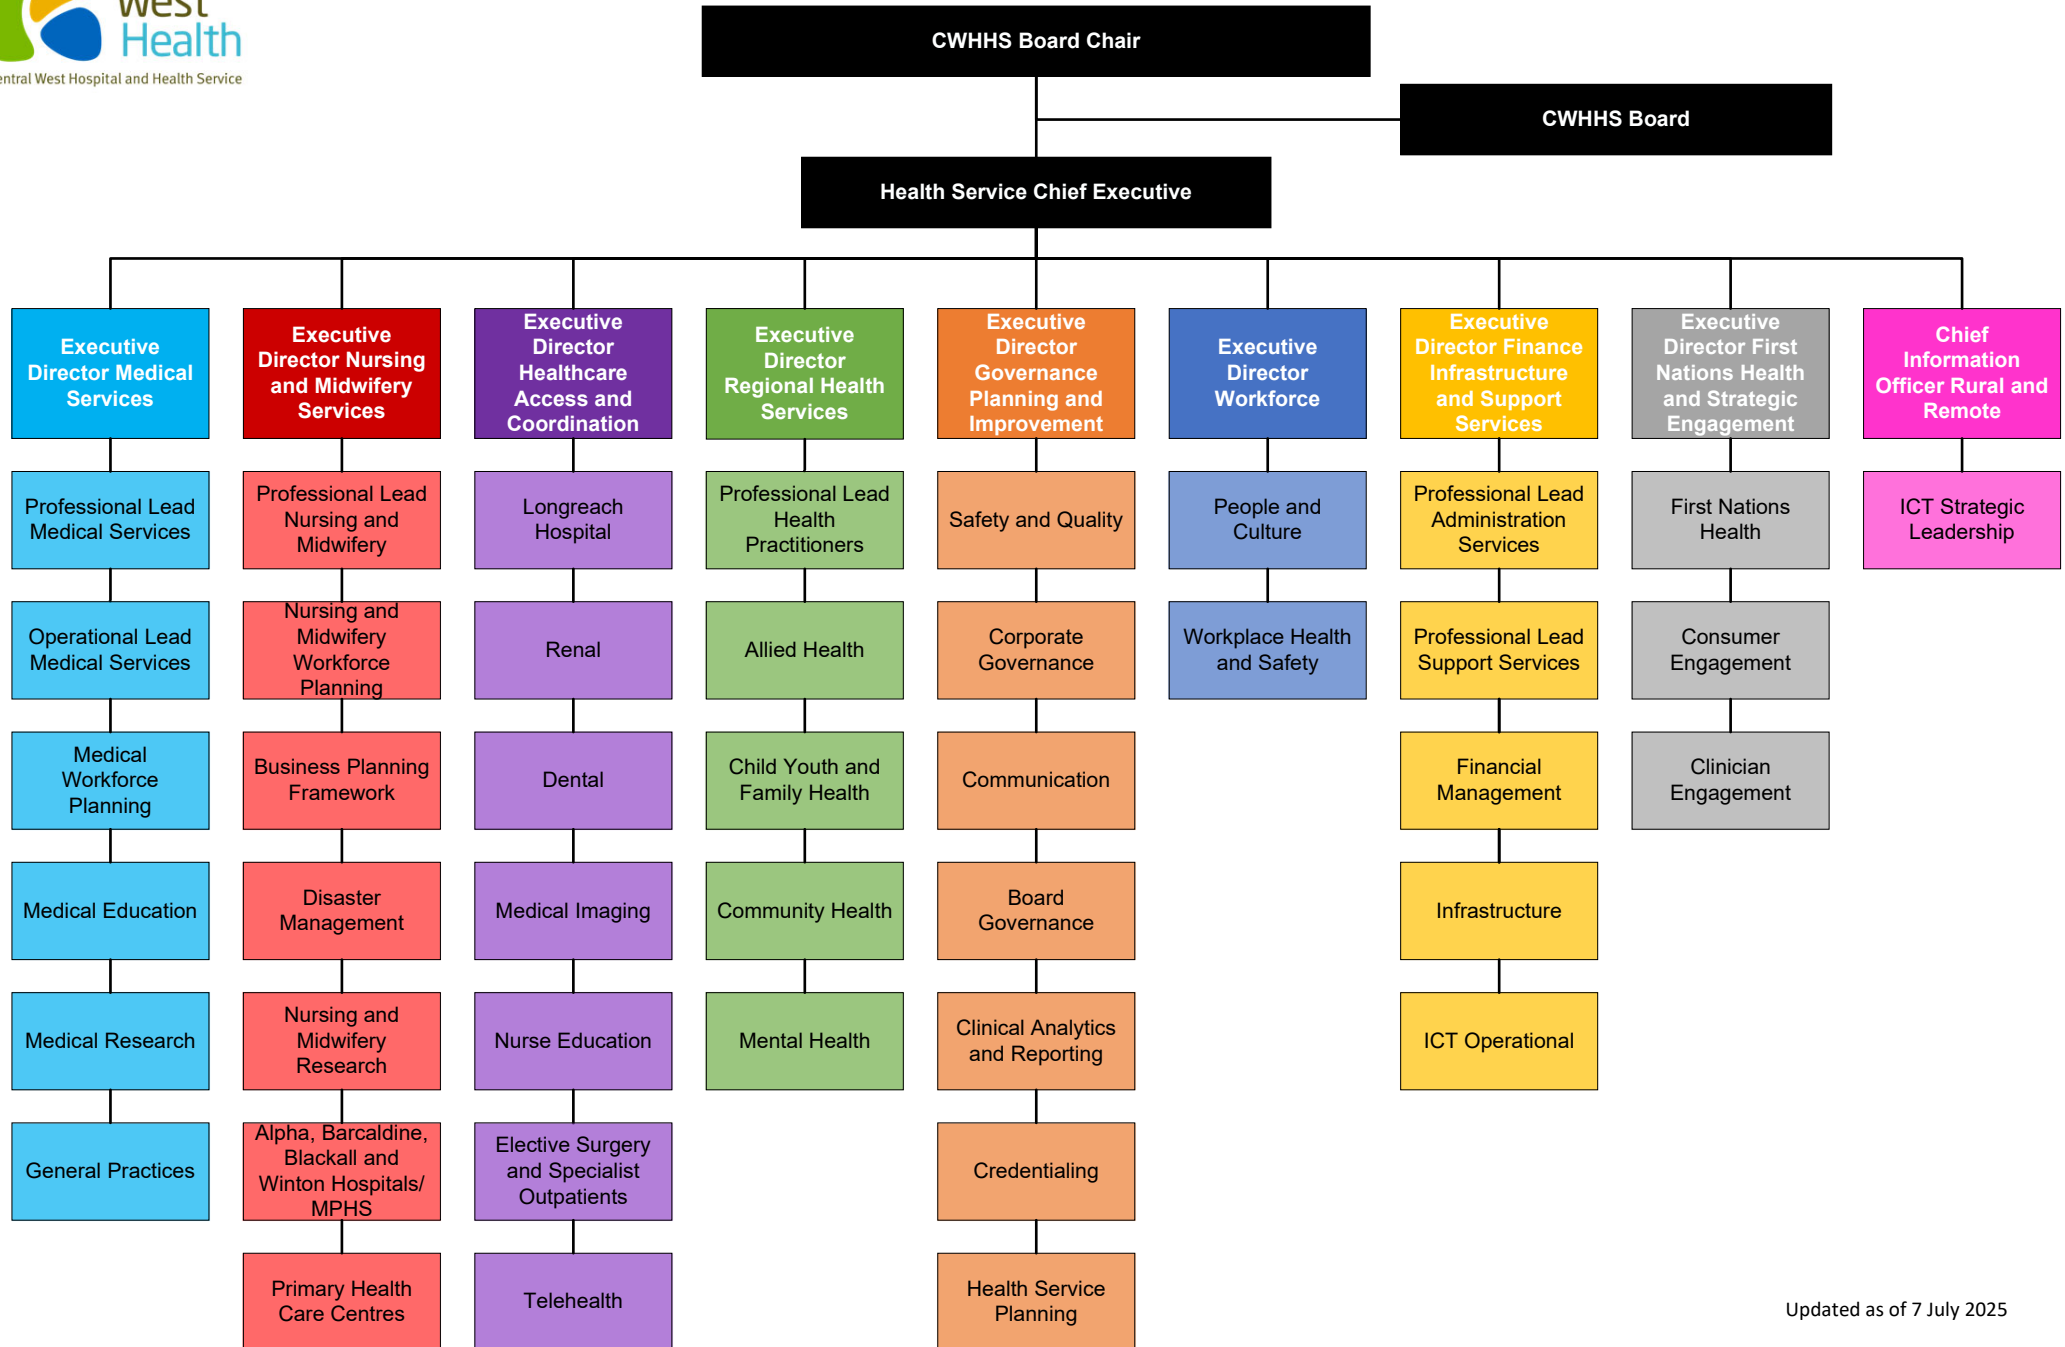 West
Health
entral West Hospital and Health Service
CWHHS Board Chair
CWHHS Board
Health Service Chief Executive
Executive
Director Medical
Services
Professional Lead
Medical Services
Operational Lead
Medical Services
Medical
Workforce
Planning
Medical Education
Medical Research
General Practices
Executive
Director Nursing
and Midwifery
Services
Professional Lead
Nursing and
Midwifery
Nursing and
Midwifery
Workforce
Planning
Business Planning
Framework
Disaster
Management
Nursing and
Midwifery
Research
Alpha, Barcaldine,
Blackall and
Winton Hospitals/
MPHS
Primary Health
Care Centres
Executive
Director
Healthcare
Access and
Coordination
Longreach
Hospital
Renal
Dental
Medical Imaging
Nurse Education
Elective Surgery
and Specialist
Outpatients
Telehealth
Executive
Director
Regional Health
Services
Professional Lead
Health
Practitioners
Allied Health
Child Youth and
Family Health
Community Health
Mental Health
Executive
Director
Governance
Planning and
Improvement
Safety and Quality
Corporate
Governance
Communication
Board
Governance
Clinical Analytics
and Reporting
Credentialing
Health Service
Planning
Executive
Director
Workforce
People and
Culture
Workplace Health
and Safety
Executive
Director Finance
Infrastructure
and Support
Services
Professional Lead
Administration
Services
Professional Lead
Support Services
Financial
Management
Infrastructure
ICT Operational
Executive
Director First
Nations Health
and Strategic
Engagement
First Nations
Health
Consumer
Engagement
Clinician
Engagement
Chief
Information
Officer Rural and
Remote
ICT Strategic
Leadership
Updated as of 7 July 2025